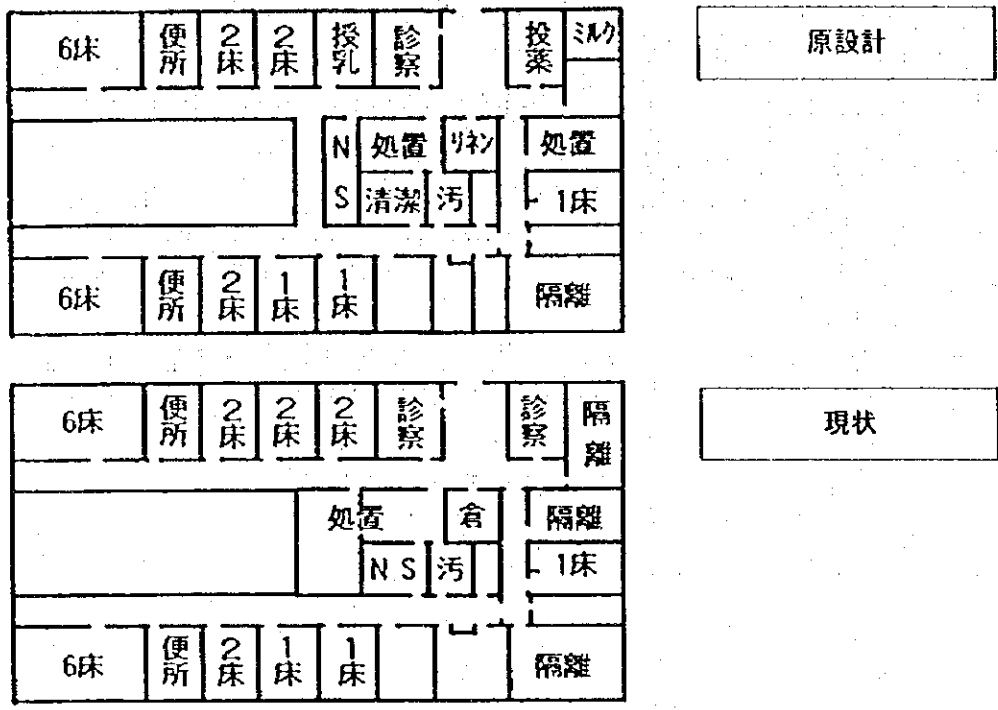 6床 便所 2床 2床 授乳 診察 投薬 ミルク
原設計
NS 処置 リネン 処置
清潔 汚 1床
6床 便所 2床 1床 1床 隔離
6床 便所 2床 2床 2床 診察 診察 隔離
現状
処置 倉 隔離
NS 汚 1床
6床 便所 2床 1床 1床 隔離